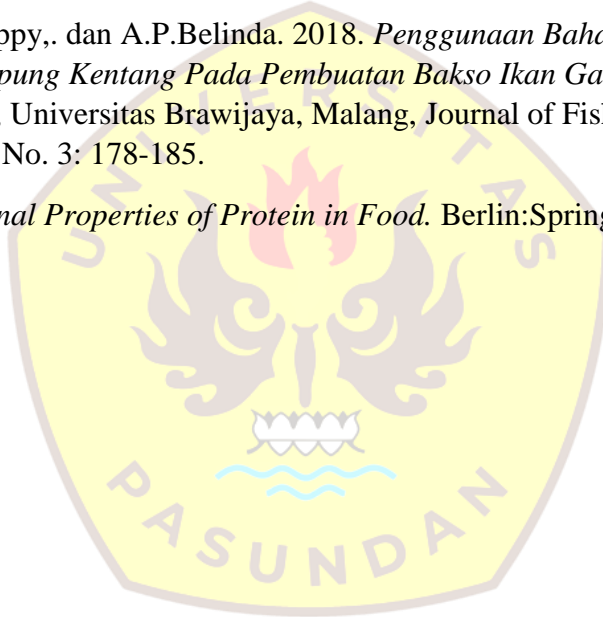 ppy,. dan A.P.Belinda. 2018. Penggunaan Baha
pung Kentang Pada Pembuatan Bakso Ikan Ga
, Universitas Brawijaya, Malang, Journal of Fis
No. 3: 178-185.
nal Properties of Protein in Food. Berlin:Spring
UNIVERSITAS
PASUNDAN